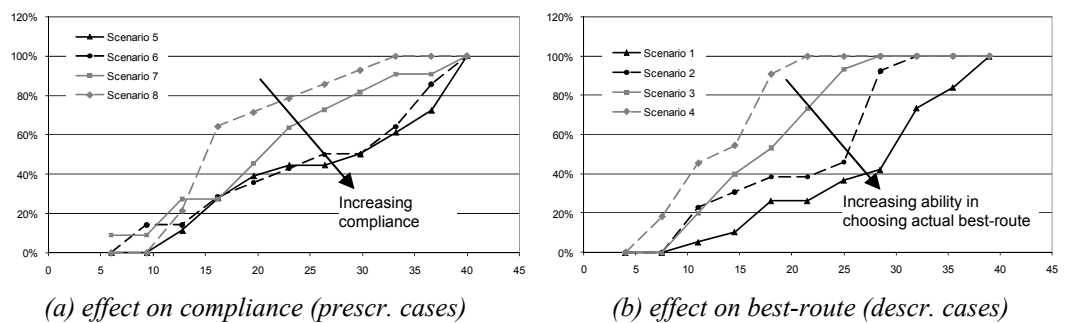 120%
100%
80%
60%
40%
20%
0%
0 5 10 15 20 25 30 35 40 45
Scenario 5
Scenario 6
Scenario 7
Scenario 8
Increasing
compliance
(a) effect on compliance (prescr. cases)
120%
100%
80%
60%
40%
20%
0%
0 5 10 15 20 25 30 35 40 45
Scenario 1
Scenario 2
Scenario 3
Scenario 4
Increasing ability in
choosing actual best-route
(b) effect on best-route (descr. cases)